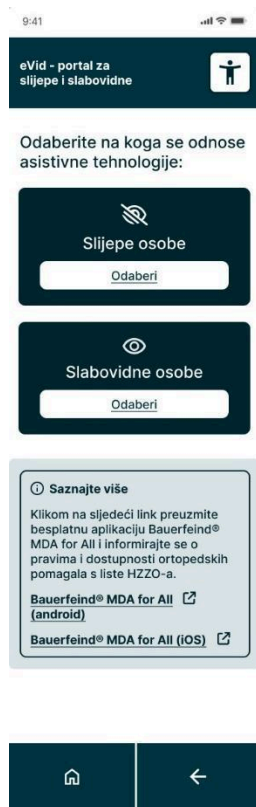 9:41
eVid - portal za
slijepe i slabovidne
Odaberite na koga se odnose
asistivne tehnologije:
Slijepe osobe
Odaberi
Slabovidne osobe
Odaberi
Saznajte više
Klikom na sljedeći link preuzmite
besplatnu aplikaciju Bauerfeind®
MDA for All i informirajte se o
pravima i dostupnosti ortopedskih
pomagala s liste HZZO-a.
Bauerfeind® MDA for All
(android)
Bauerfeind® MDA for All (iOS)